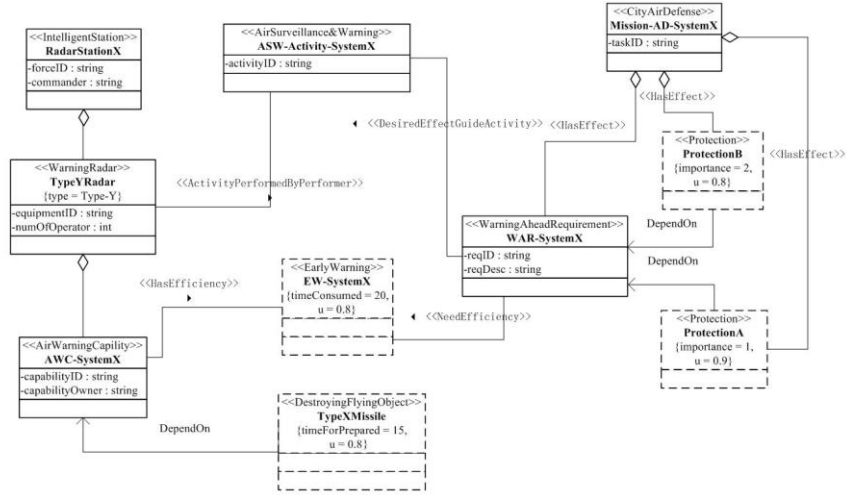 <<IntelligentStation>>
RadarStationX
-forceID : string
-commander : string
<<AirSurveillance&Warning>>
ASW-Activity-SystemX
-activityID : string
<<CityAirDefense>>
Mission-AD-SystemX
-taskID : string
<<HasEffect>>
<<DesiredEffectGuideActivity>>
<<HasEffect>>
<<Protection>>
ProtectionB
{importance = 2,
u = 0.8}
<<HasEffect>>
<<WarningRadar>>
TypeYRadar
{type = Type-Y}
-equipmentID : string
-numOfOperator : int
<<ActivityPerformedByPerformer>>
<<WarningAheadRequirement>>
WAR-SystemX
-reqID : string
-reqDesc : string
DependOn
DependOn
<<HasEfficiency>>
<<EarlyWarning>>
EW-SystemX
{timeConsumed = 20,
u = 0.8}
<<NeedEfficiency>>
<<Protection>>
ProtectionA
{importance = 1,
u = 0.9}
<<AirWarningCapility>>
AWC-SystemX
-capabilityID : string
-capabilityOwner : string
DependOn
<<DestroyingFlyingObject>>
TypeXMissile
{timeForPrepared = 15,
u = 0.8}